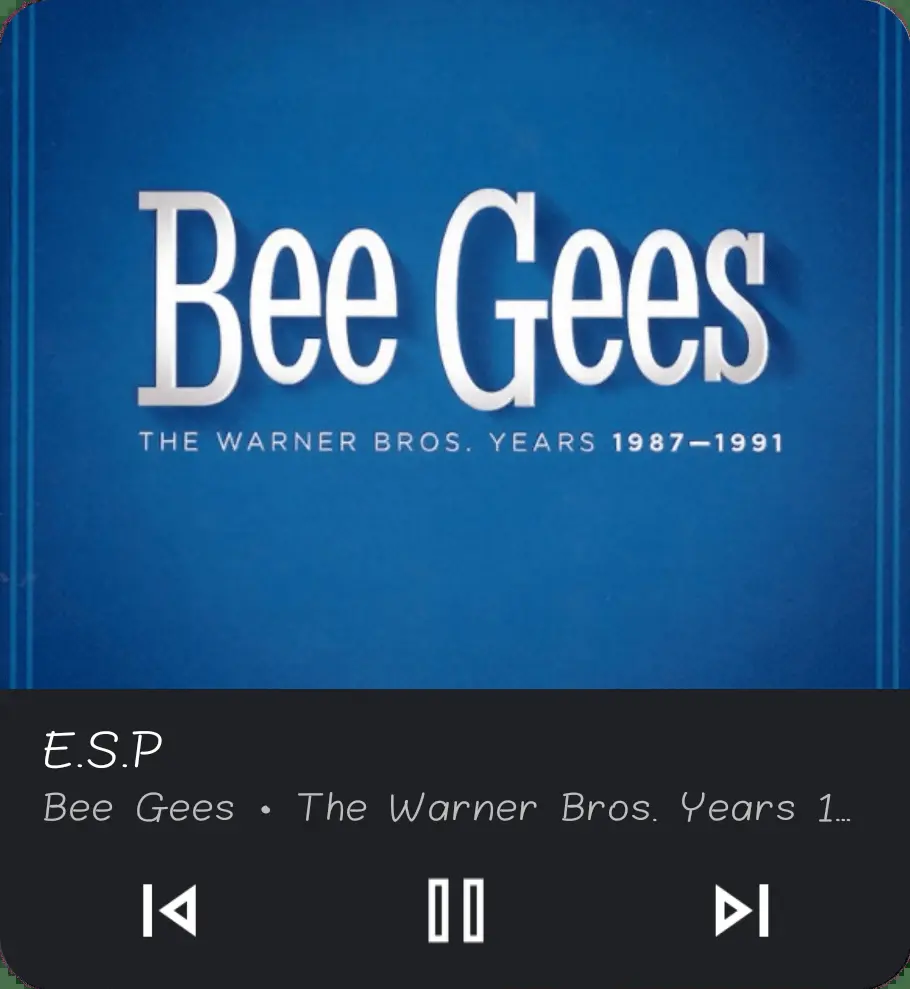 Bee Gees
THE WARNER BROS. YEARS 1987–1991
E.S.P
Bee Gees • The Warner Bros. Years 1...